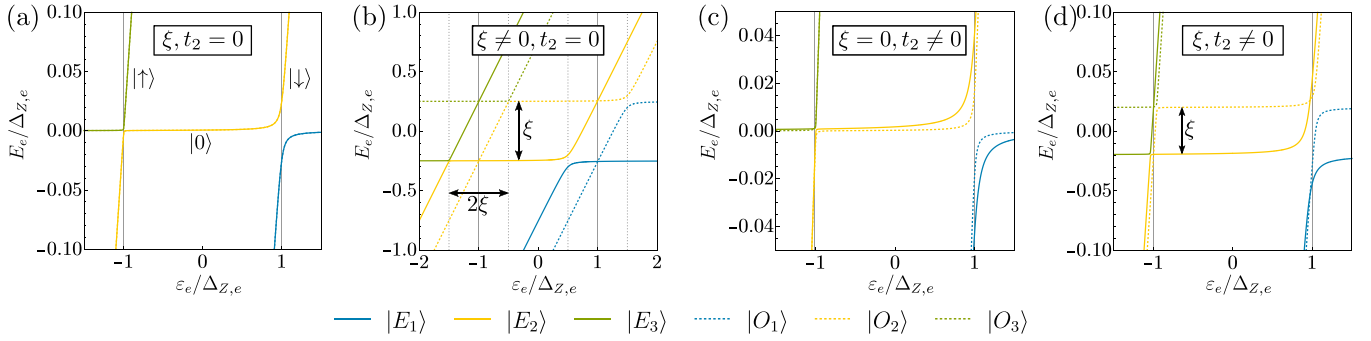 (a)
ξ, t₂ = 0
E_e/Δ_{Z,e}
0.10
0.05
0.00
−0.05
−0.10
|↑⟩
|0⟩
|↓⟩
−1 0 1
ε_e/Δ_{Z,e}
(b)
ξ ≠ 0, t₂ = 0
E_e/Δ_{Z,e}
1.0
0.5
0.0
−0.5
−1.0
ξ
2ξ
−2 −1 0 1 2
ε_e/Δ_{Z,e}
(c)
ξ = 0, t₂ ≠ 0
E_e/Δ_{Z,e}
0.04
0.02
0.00
−0.02
−0.04
−1 0 1
ε_e/Δ_{Z,e}
(d)
ξ, t₂ ≠ 0
E_e/Δ_{Z,e}
0.10
0.05
0.00
−0.05
−0.10
ξ
−1 0 1
ε_e/Δ_{Z,e}
|E₁⟩ |E₂⟩ |E₃⟩ |O₁⟩ |O₂⟩ |O₃⟩